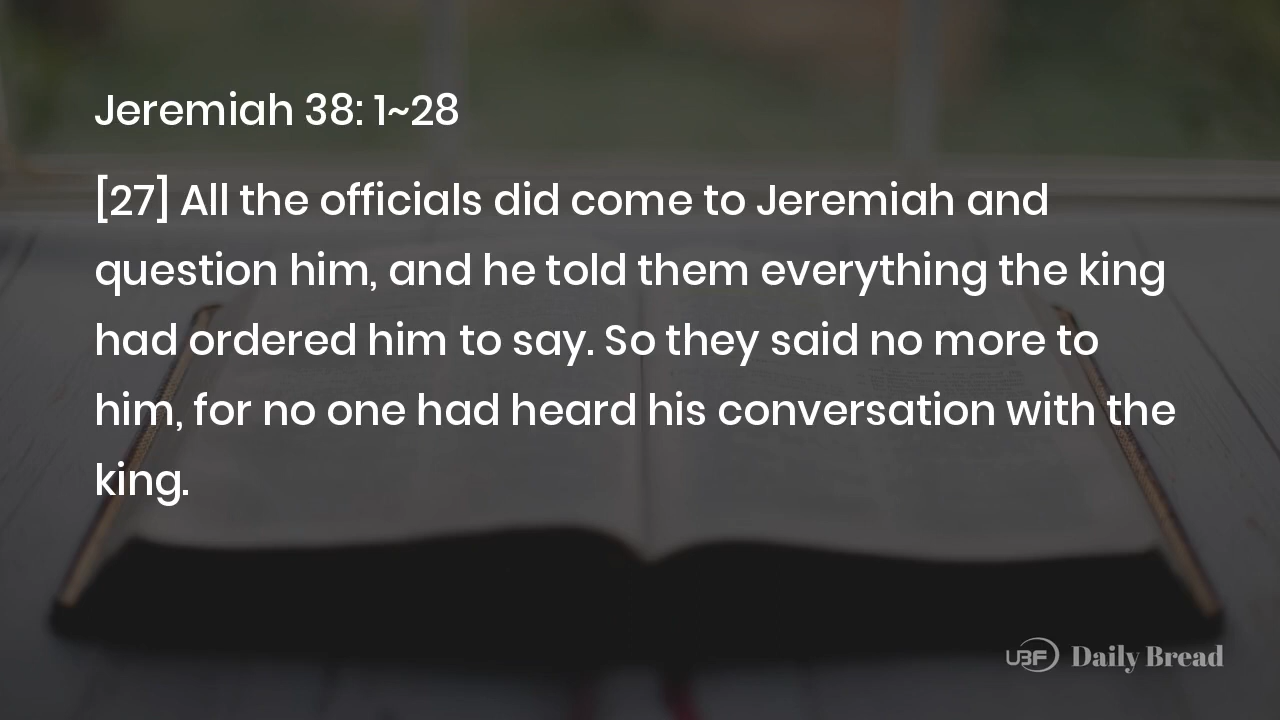 Jeremiah 38: 1~28
[27] All the officials did come to Jeremiah and
question him, and he told them everything the king
had ordered him to say. So they said no more to
him, for no one had heard his conversation with the
king.
UBF Daily Bread